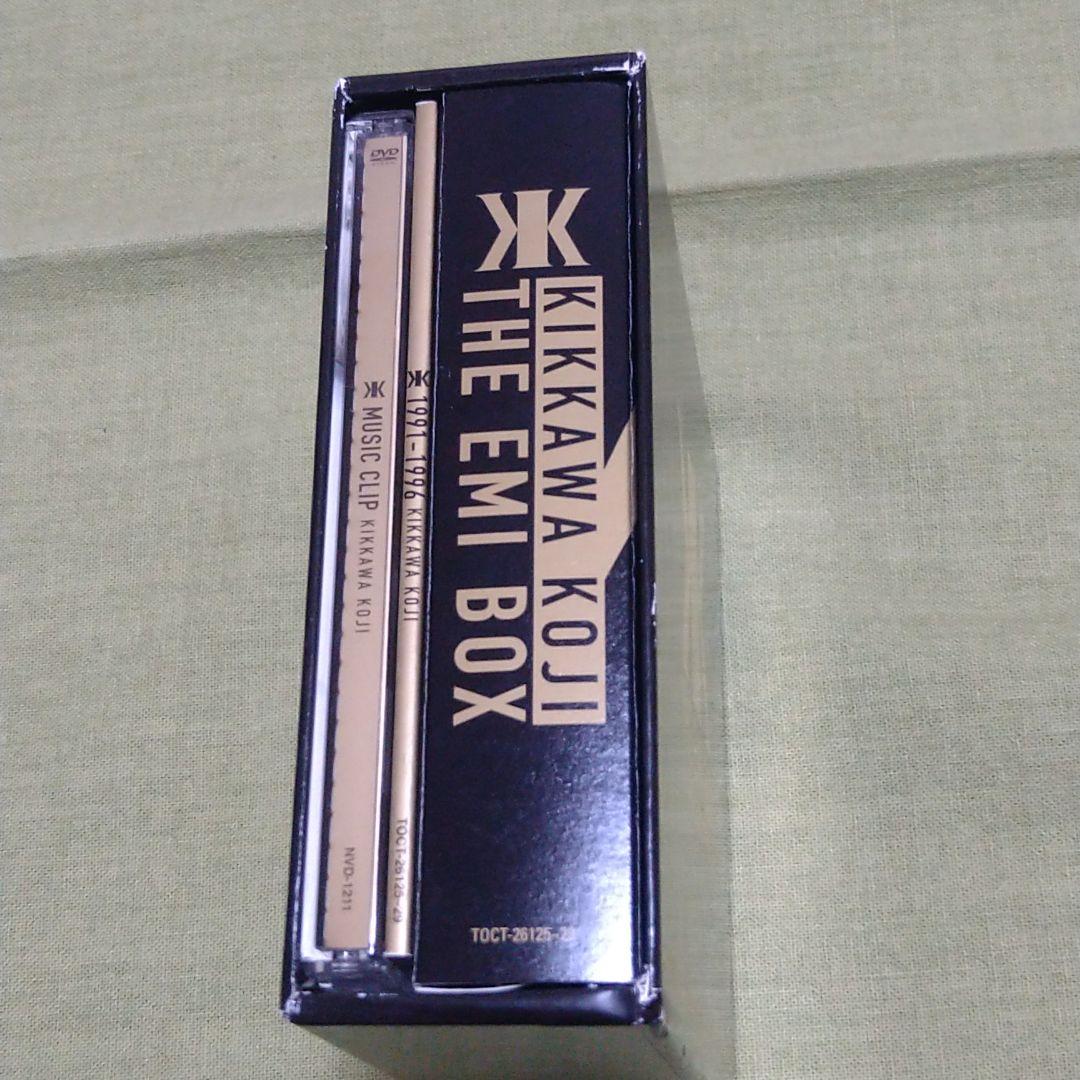 DVD
MUSIC CLIP KIKKAWA KOJI
NVD-1211
1991-1996 KIKKAWA KOJI
TOCT-26125-29
KIKKAWA KOJI
THE EMI BOX
TOCT-26125-29